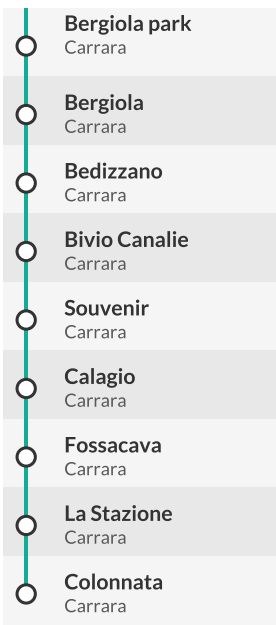 Bergiola park
Carrara
Bergiola
Carrara
Bedizzano
Carrara
Bivio Canalie
Carrara
Souvenir
Carrara
Calagio
Carrara
Fossacava
Carrara
La Stazione
Carrara
Colonnata
Carrara